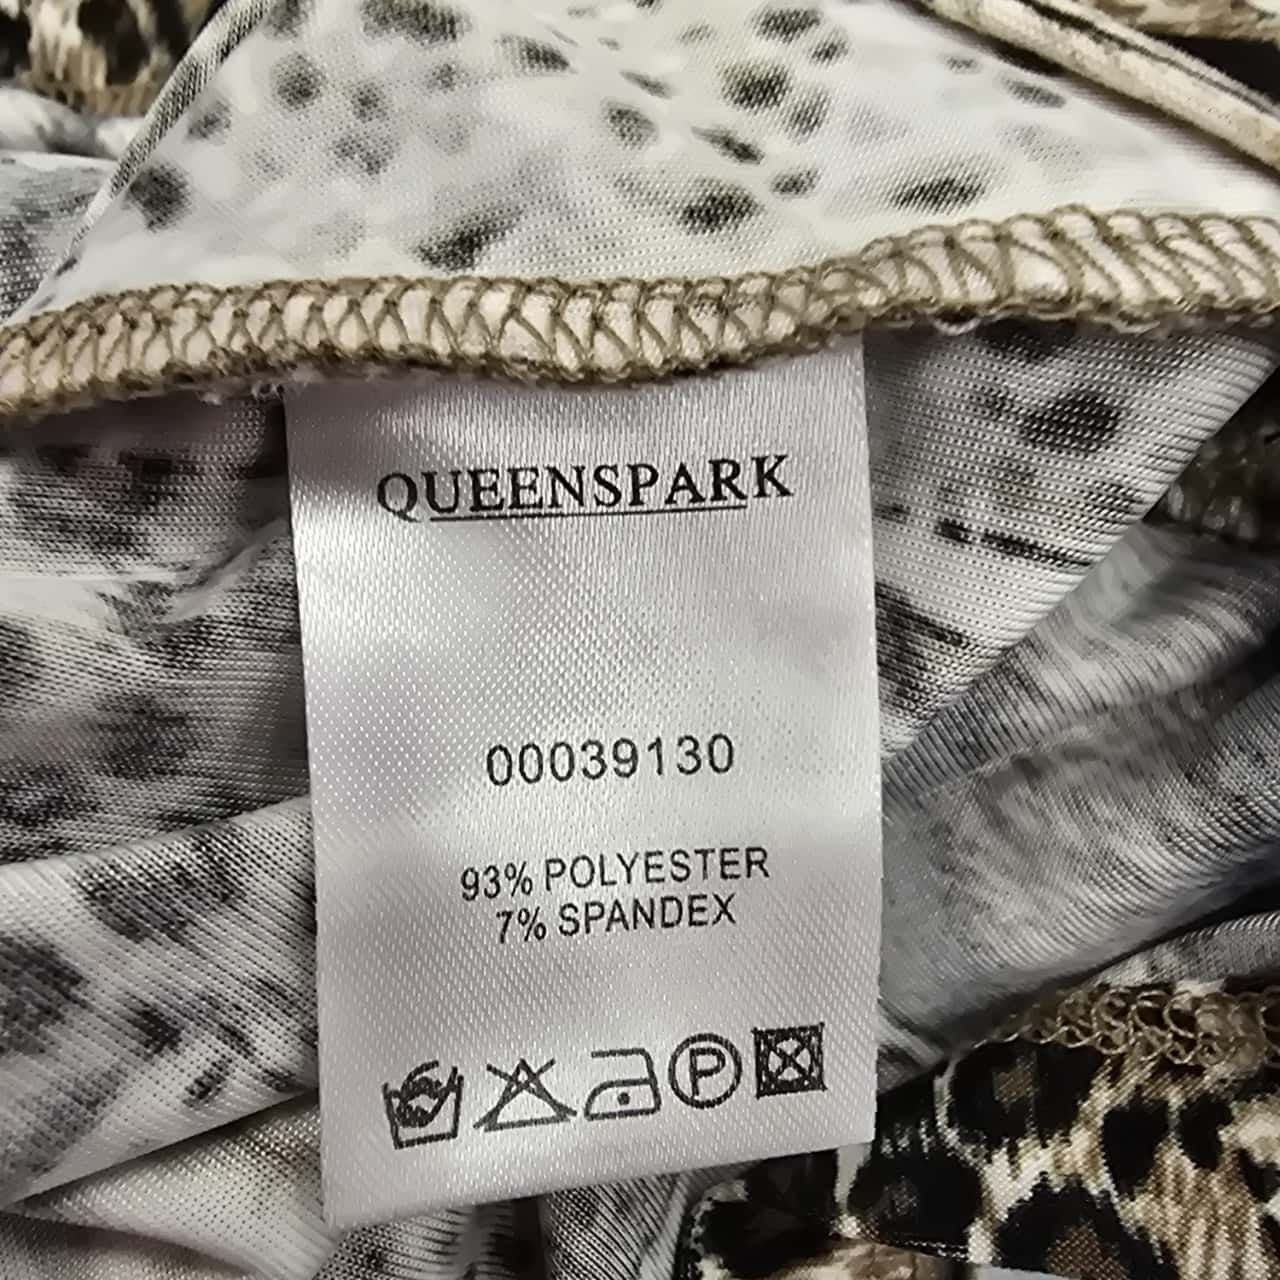 QUEENSPARK
00039130
93% POLYESTER
7% SPANDEX
P